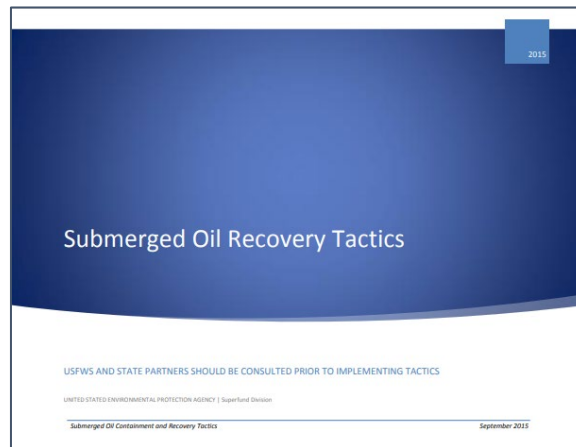 2015
Submerged Oil Recovery Tactics
USFWS AND STATE PARTNERS SHOULD BE CONSULTED PRIOR TO IMPLEMENTING TACTICS
UNITED STATED ENVIRONMENTAL PROTECTION AGENCY | Superfund Division
Submerged Oil Containment and Recovery Tactics September 2015